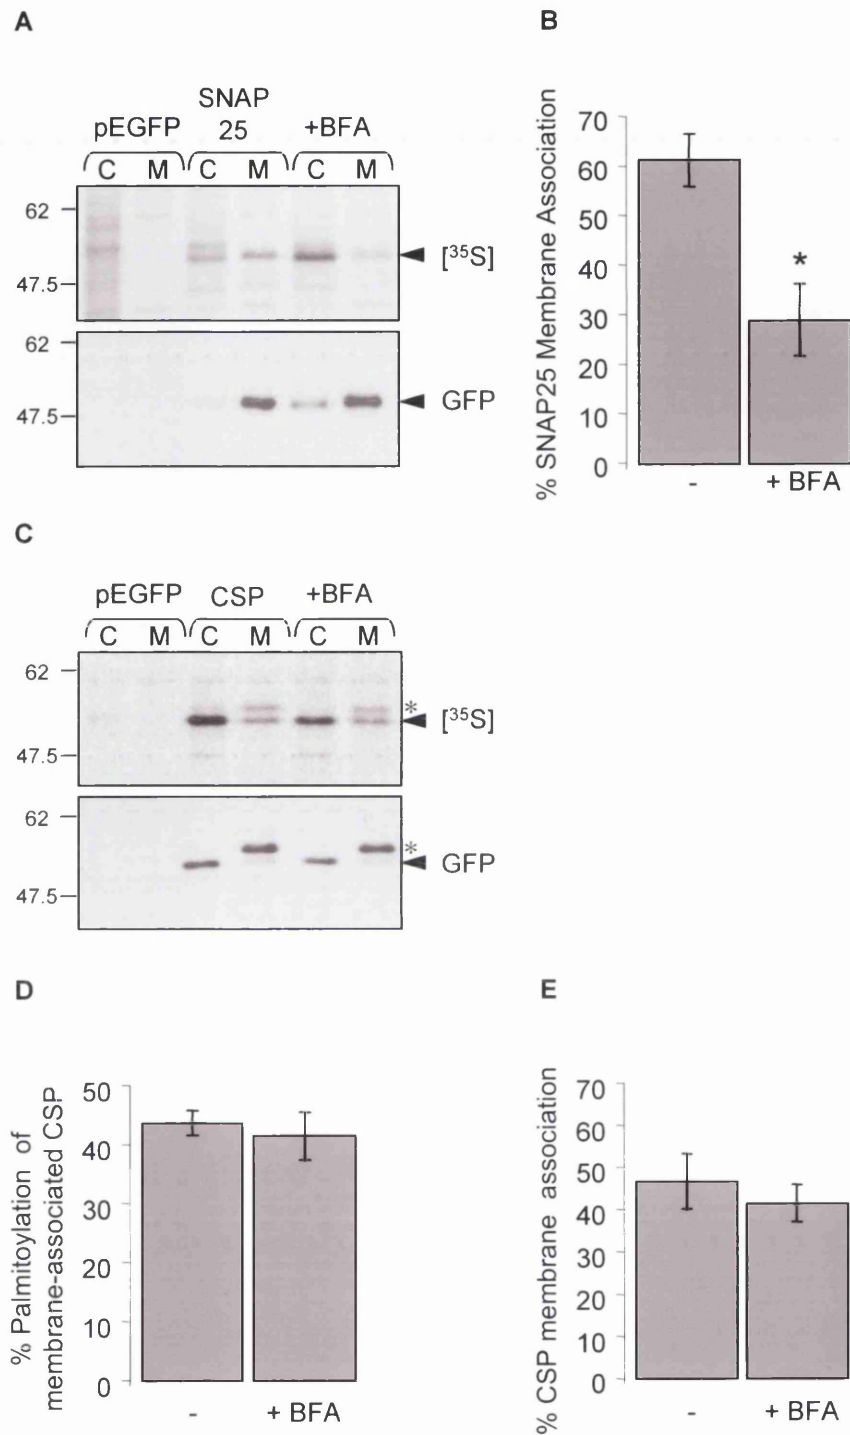 A
SNAP
pEGFP 25 +BFA
C M C M C M
62
[³⁵S]
47.5
62
GFP
47.5
B
% SNAP25 Membrane Association
70
60
50
40
30
20
10
0
*
- + BFA
C
pEGFP CSP +BFA
C M C M C M
62
*
[³⁵S]
47.5
62
*
GFP
47.5
D
% Palmitoylation of
membrane-associated CSP
50
40
30
20
10
0
- + BFA
E
% CSP membrane association
70
60
50
40
30
20
10
0
- + BFA